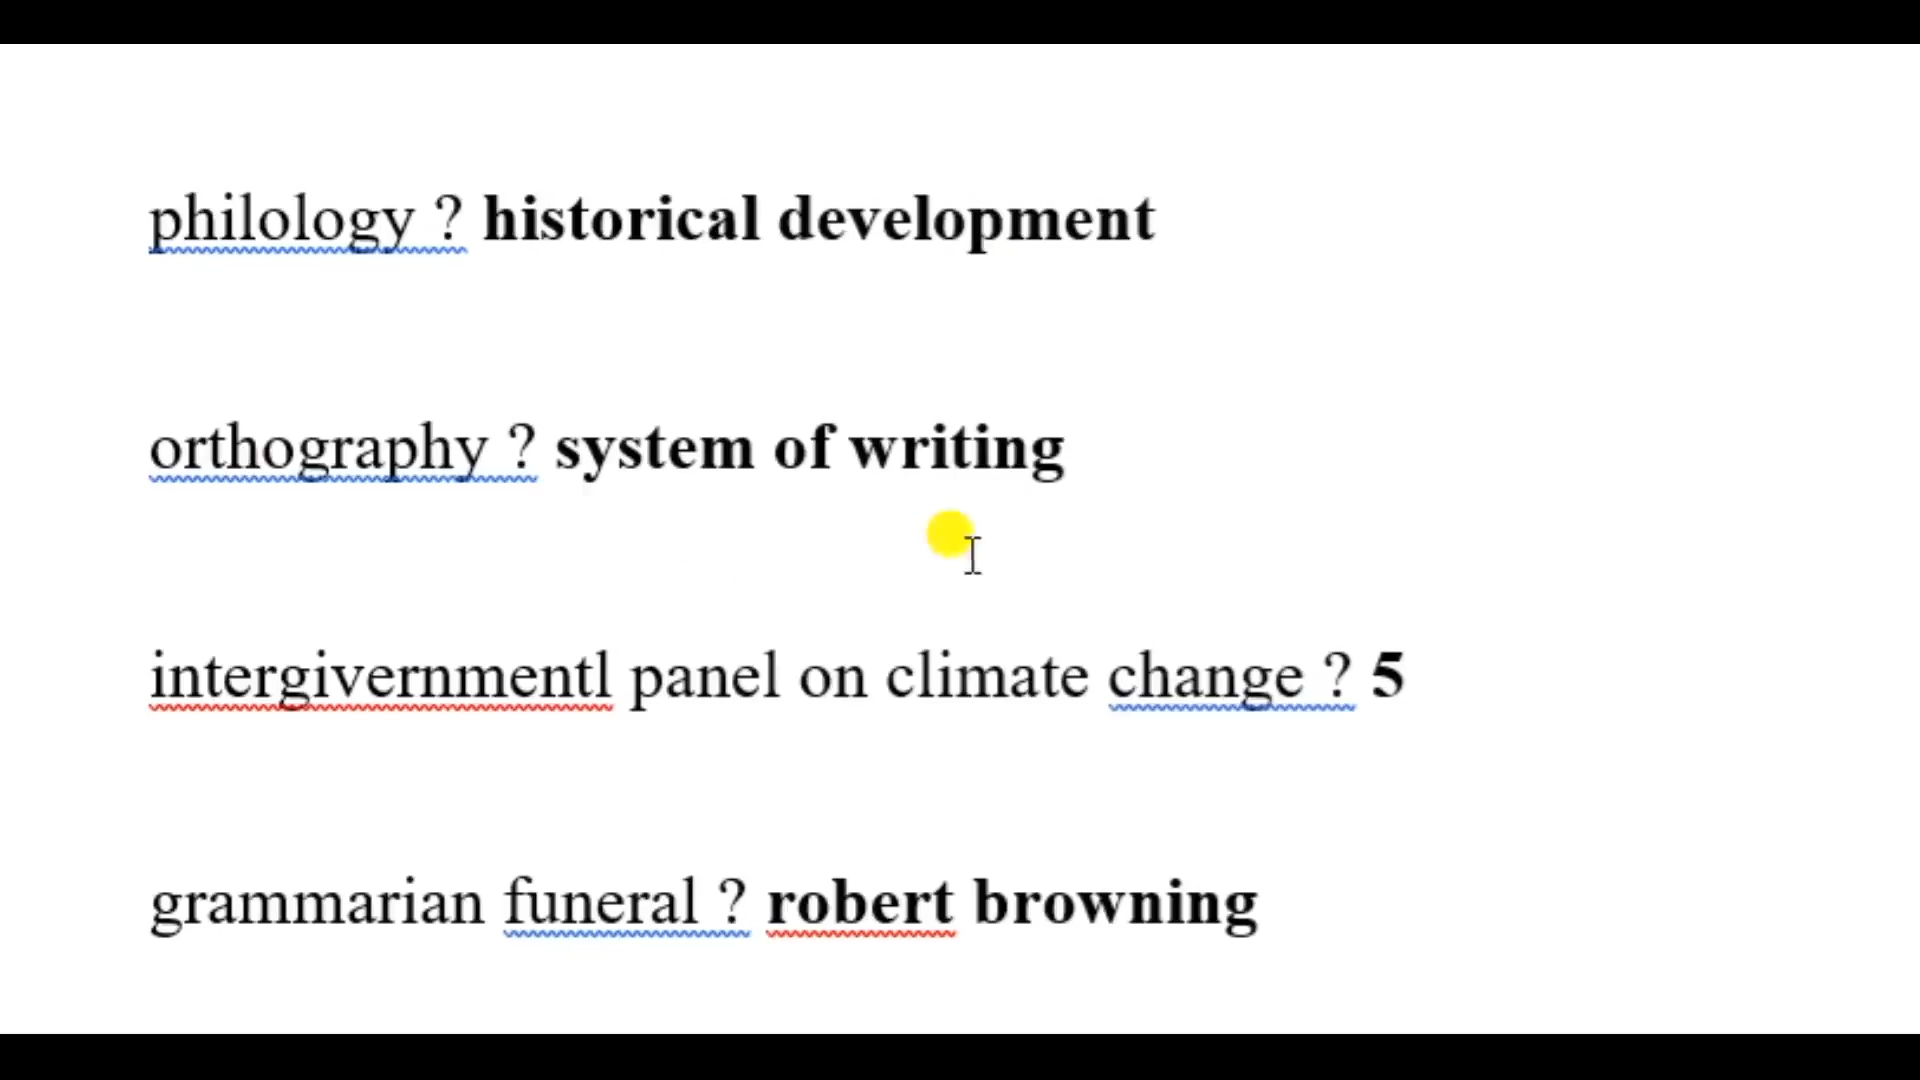 philology ? historical development
orthography ? system of writing
intergivernmentl panel on climate change ? 5
grammarian funeral ? robert browning